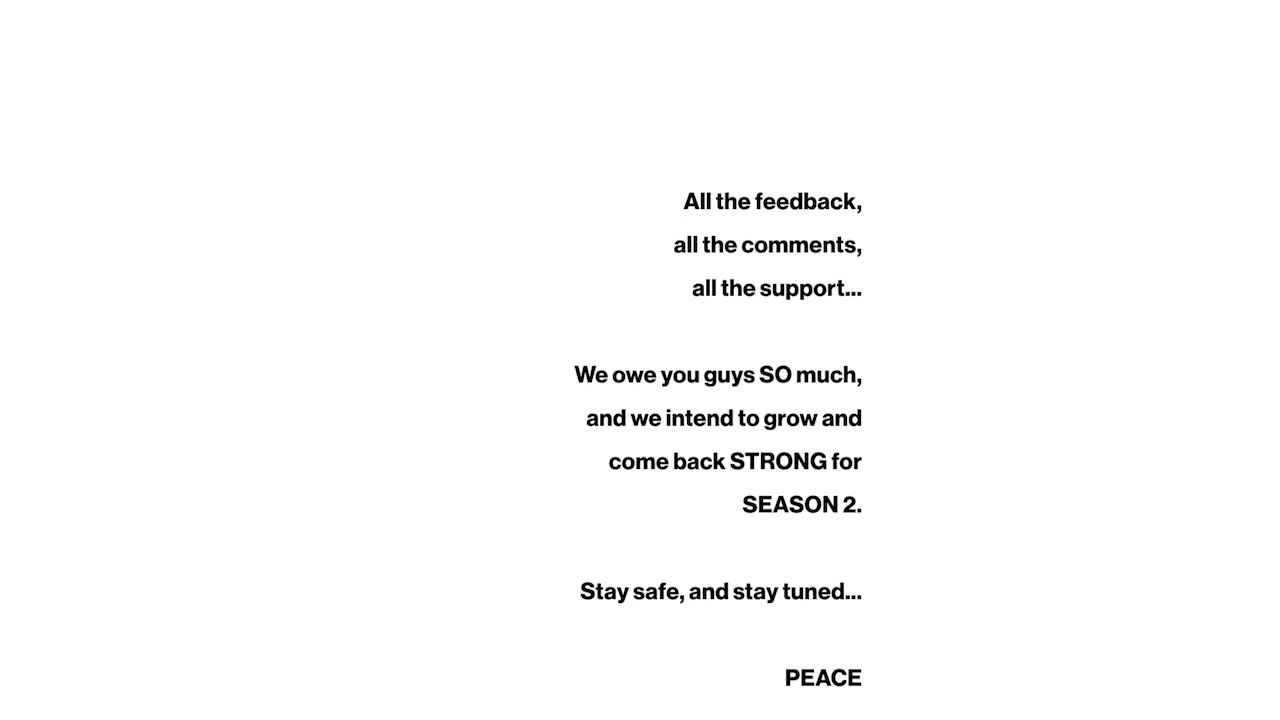 All the feedback,
all the comments,
all the support...
We owe you guys SO much,
and we intend to grow and
come back STRONG for
SEASON 2.
Stay safe, and stay tuned...
PEACE